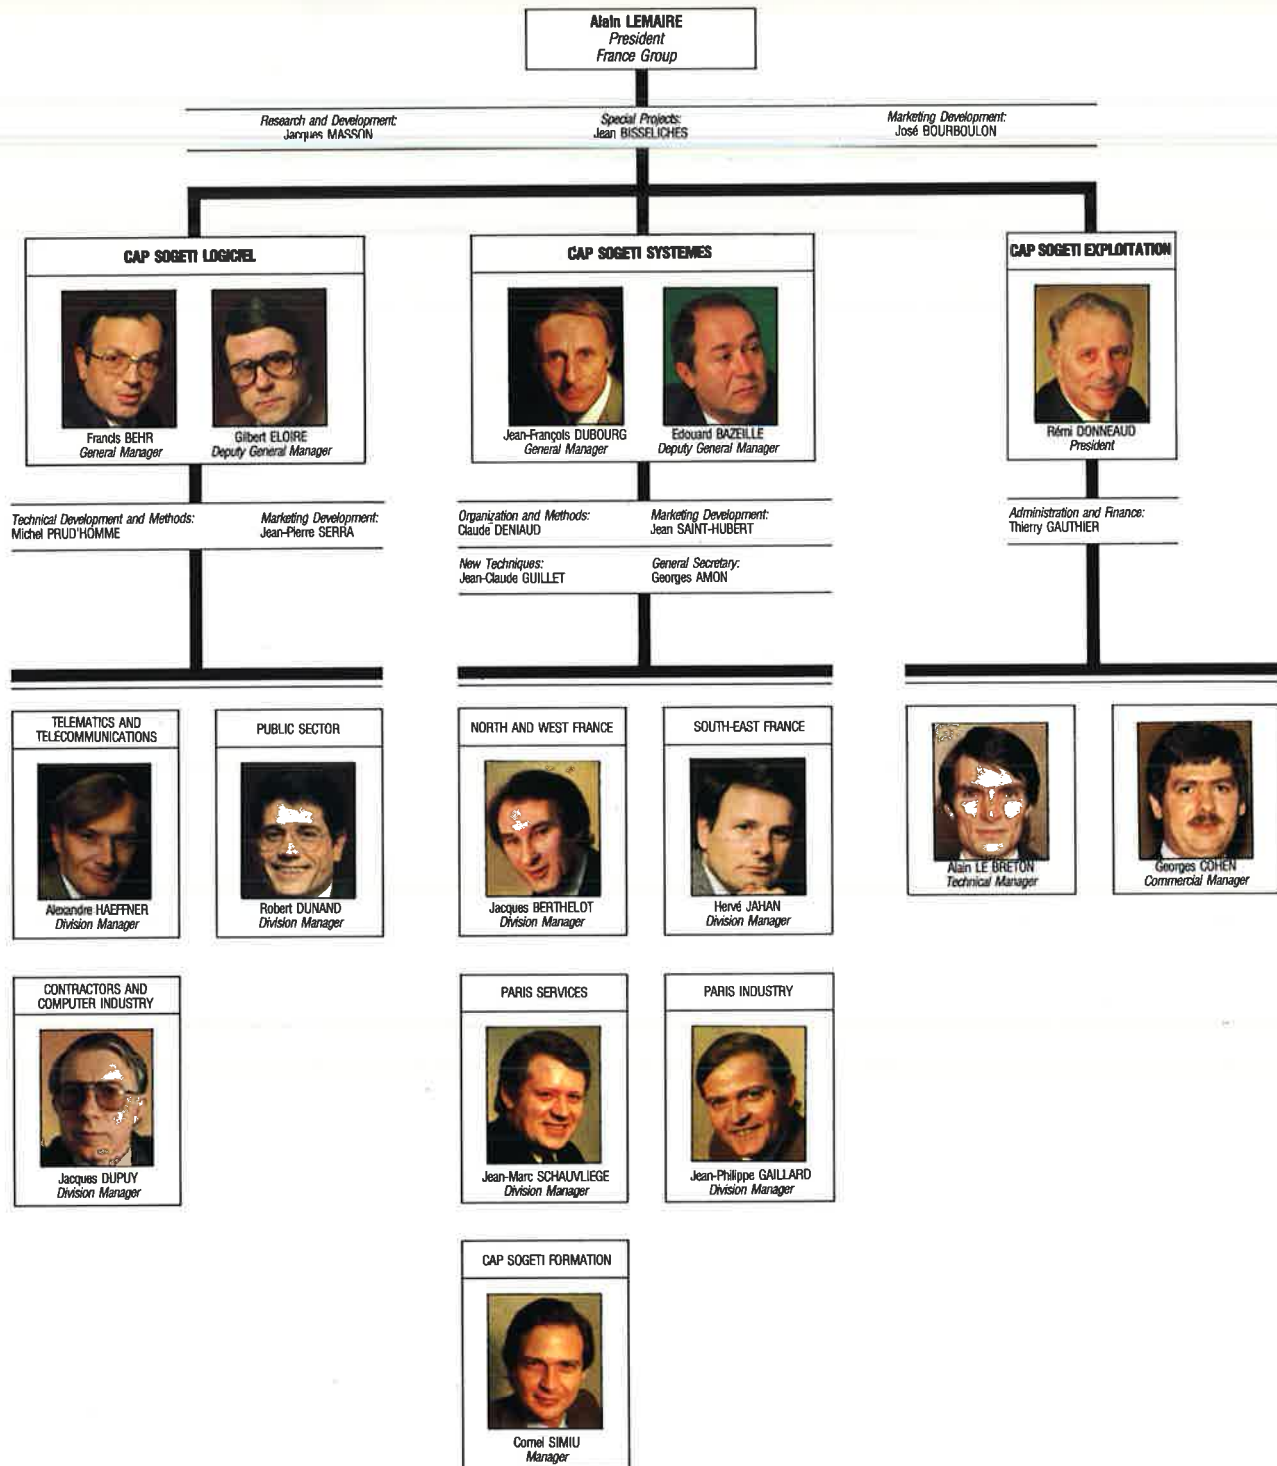 Alain LEMAIRE
President
France Group
Research and Development:
Jacques MASSON
Special Projects:
Jean BISSELICHES
Marketing Development:
José BOURBOULON
CAP SOGETI LOGICIEL
Francis BEHR
General Manager
Gilbert ELOIRE
Deputy General Manager
Technical Development and Methods:
Michel PRUD'HOMME
Marketing Development:
Jean-Pierre SERRA
TELEMATICS AND
TELECOMMUNICATIONS
Alexandre HAEFFNER
Division Manager
PUBLIC SECTOR
Robert DUNAND
Division Manager
CONTRACTORS AND
COMPUTER INDUSTRY
Jacques DUPUY
Division Manager
CAP SOGETI SYSTEMES
Jean-François DUBOURG
General Manager
Edouard BAZEILLE
Deputy General Manager
Organization and Methods:
Claude DENIAUD
Marketing Development:
Jean SAINT-HUBERT
New Techniques:
Jean-Claude GUILLET
General Secretary:
Georges AMON
NORTH AND WEST FRANCE
Jacques BERTHELOT
Division Manager
SOUTH-EAST FRANCE
Hervé JAHAN
Division Manager
PARIS SERVICES
Jean-Marc SCHAUVLIEGE
Division Manager
PARIS INDUSTRY
Jean-Philippe GAILLARD
Division Manager
CAP SOGETI FORMATION
Cornel SIMIU
Manager
CAP SOGETI EXPLOITATION
Rémi DONNEAUD
President
Administration and Finance:
Thierry GAUTHIER
Alain LE BRETON
Technical Manager
Georges COHEN
Commercial Manager